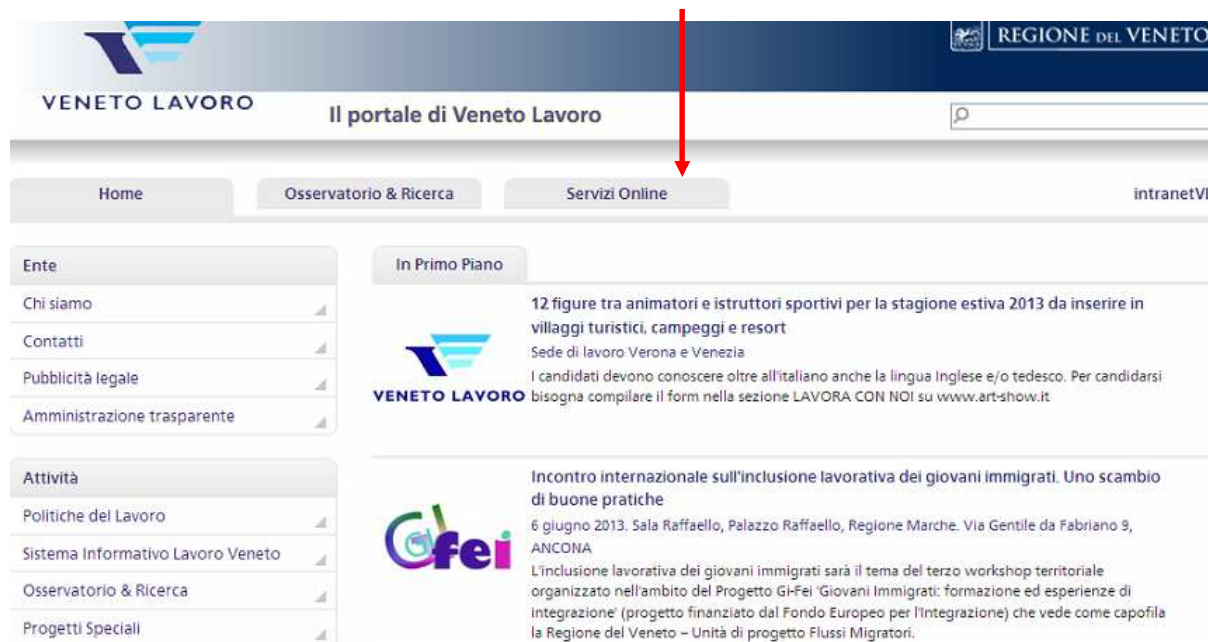 REGIONE DEL VENETO
VENETO LAVORO
Il portale di Veneto Lavoro
Home
Osservatorio & Ricerca
Servizi Online
intranetVL
Ente
Chi siamo
Contatti
Pubblicità legale
Amministrazione trasparente
Attività
Politiche del Lavoro
Sistema Informativo Lavoro Veneto
Osservatorio & Ricerca
Progetti Speciali
In Primo Piano
12 figure tra animatori e istruttori sportivi per la stagione estiva 2013 da inserire in
villaggi turistici, campeggi e resort
Sede di lavoro Verona e Venezia
I candidati devono conoscere oltre all'italiano anche la lingua Inglese e/o tedesco. Per candidarsi
bisogna compilare il form nella sezione LAVORA CON NOI su www.art-show.it
VENETO LAVORO
Incontro internazionale sull'inclusione lavorativa dei giovani immigrati. Uno scambio
di buone pratiche
6 giugno 2013. Sala Raffaello, Palazzo Raffaello, Regione Marche. Via Gentile da Fabriano 9,
ANCONA
L'inclusione lavorativa dei giovani immigrati sarà il tema del terzo workshop territoriale
organizzato nell'ambito del Progetto Gi-Fei 'Giovani Immigrati: formazione ed esperienze di
integrazione' (progetto finanziato dal Fondo Europeo per l'Integrazione) che vede come capofila
la Regione del Veneto – Unità di progetto Flussi Migratori.